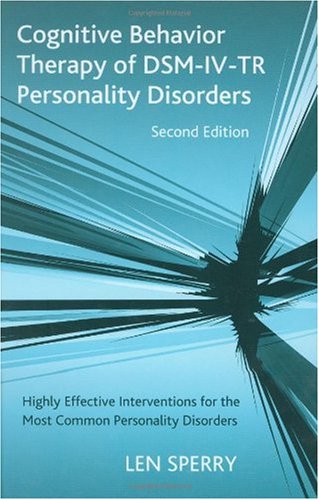 Cognitive Behavior
Therapy of DSM-IV-TR
Personality Disorders
Second Edition
Highly Effective Interventions for the
Most Common Personality Disorders
LEN SPERRY